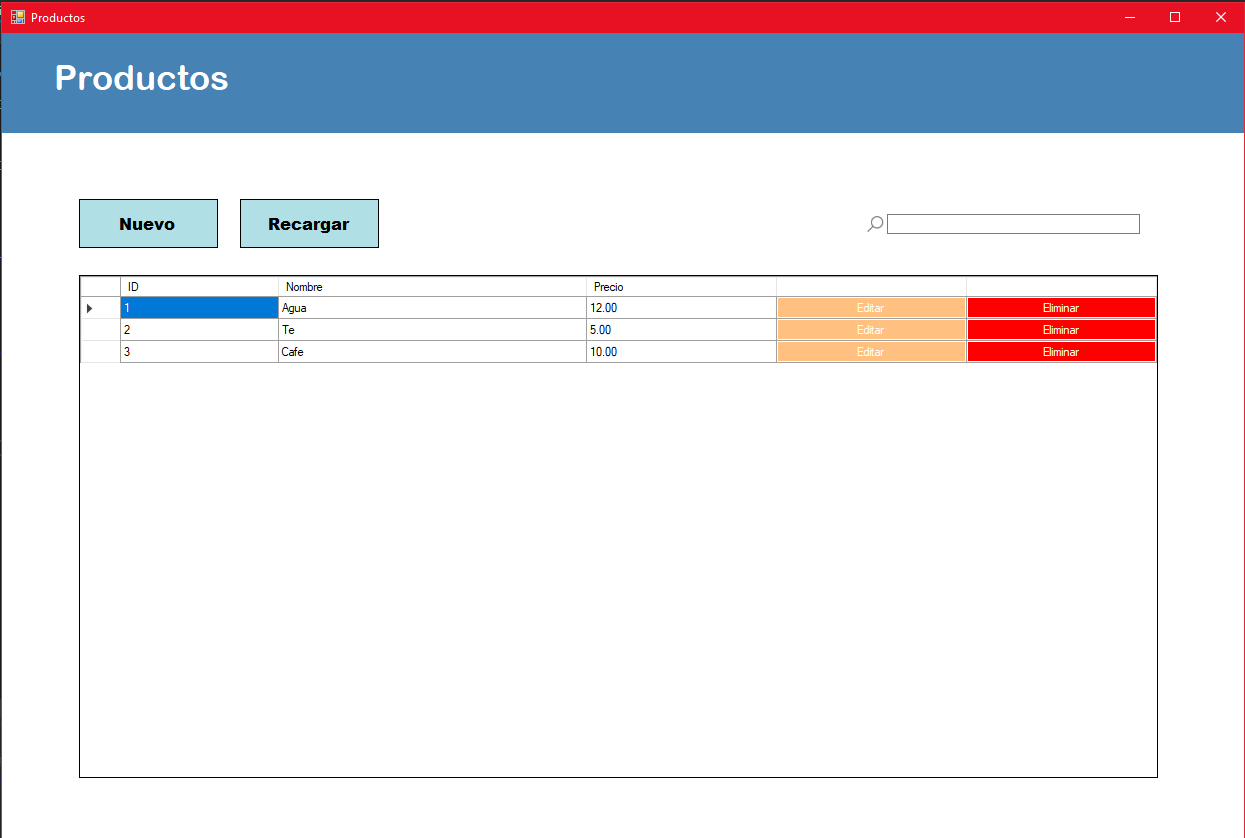 Productos
Productos
Nuevo Recargar
ID Nombre Precio
1 Agua 12.00 Editar Eliminar
2 Te 5.00 Editar Eliminar
3 Cafe 10.00 Editar Eliminar